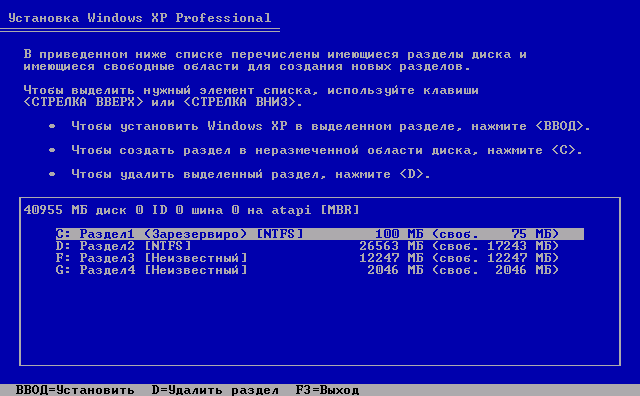 Установка Windows XP Professional
В приведенном ниже списке перечислены имеющиеся разделы диска и
имеющиеся свободные области для создания новых разделов.
Чтобы выделить нужный элемент списка, используйте клавиши
<СТРЕЛКА ВВЕРХ> или <СТРЕЛКА ВНИЗ>.
• Чтобы установить Windows XP в выделенном разделе, нажмите <ВВОД>.
• Чтобы создать раздел в неразмеченной области диска, нажмите <C>.
• Чтобы удалить выделенный раздел, нажмите <D>.
40955 МБ диск 0 ID 0 шина 0 на atapi [MBR]
C: Раздел1 (Зарезервиро) [NTFS] 100 МБ (своб. 75 МБ)
D: Раздел2 [NTFS] 26563 МБ (своб. 17243 МБ)
F: Раздел3 [Неизвестный] 12247 МБ (своб. 12247 МБ)
G: Раздел4 [Неизвестный] 2046 МБ (своб. 2046 МБ)
ВВОД=Установить D=Удалить раздел F3=Выход